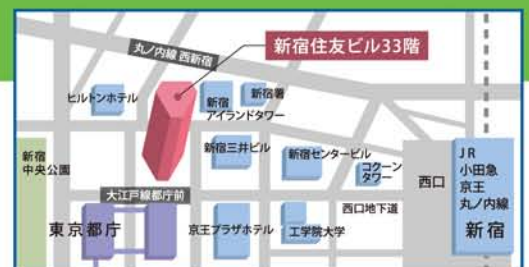 丸ノ内線 西新宿
新宿住友ビル33階
ヒルトンホテル
新宿
アイランドタワー
新宿署
新宿
中央公園
新宿三井ビル
新宿センタービル
コクーン
タワー
西口
JR
小田急
京王
丸ノ内線
新宿
大江戸線都庁前
西口地下道
東京都庁
京王プラザホテル
工学院大学